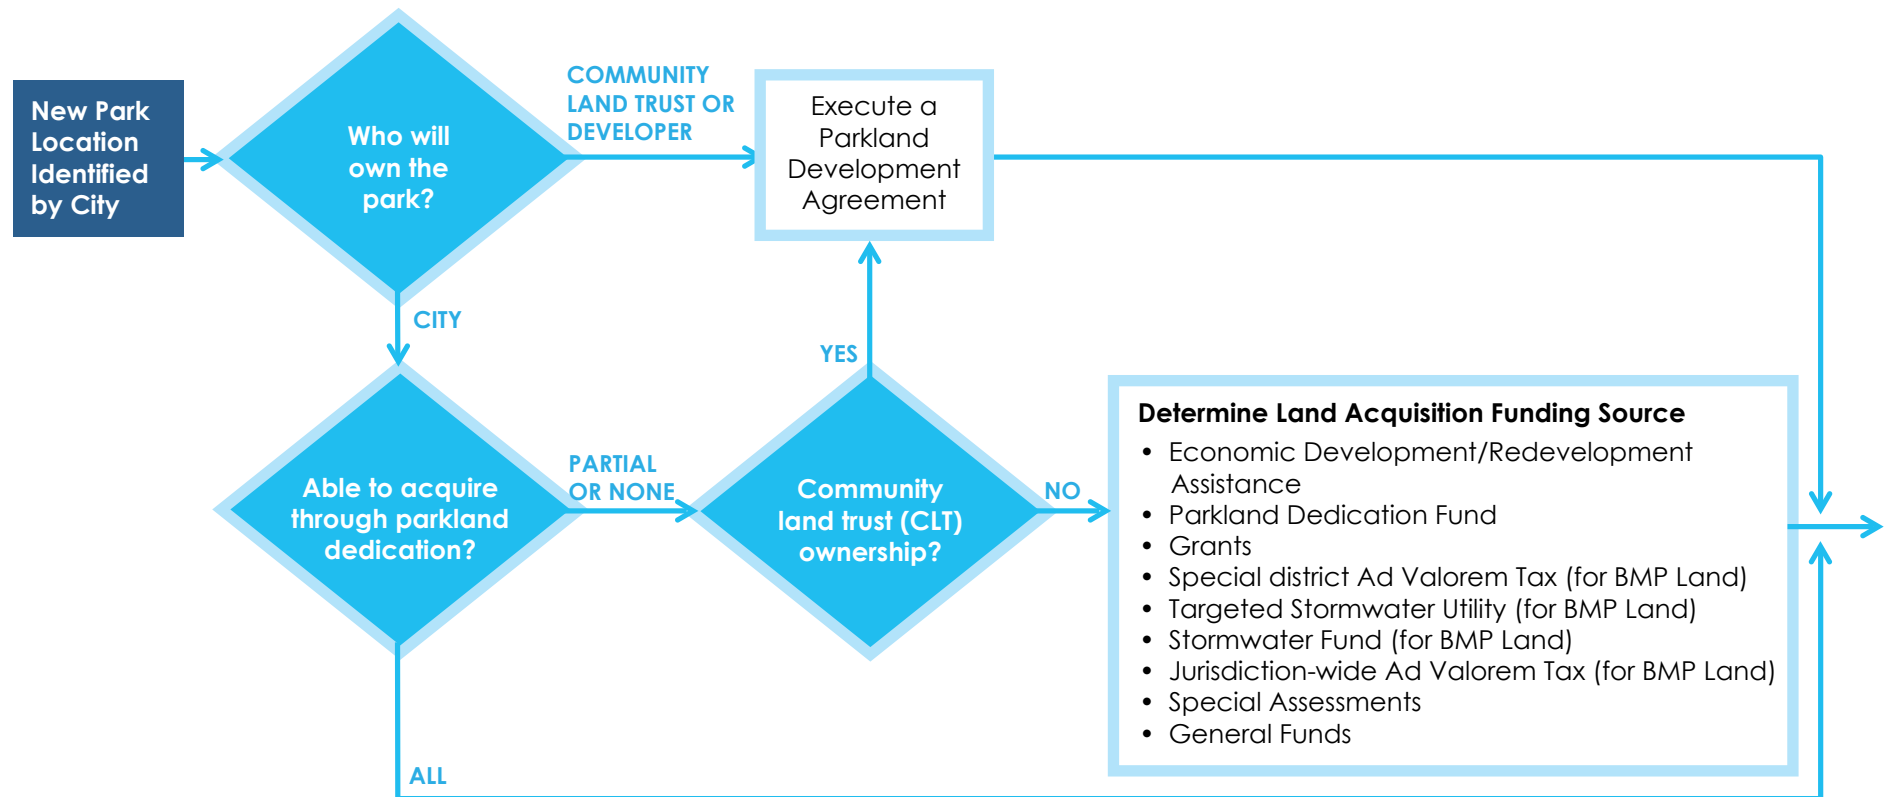 New Park
Location
Identified
by City
Who will
own the
park?
COMMUNITY
LAND TRUST OR
DEVELOPER
Execute a
Parkland
Development
Agreement
CITY
YES
Able to acquire
through parkland
dedication?
PARTIAL
OR NONE
Community
land trust (CLT)
ownership?
NO
Determine Land Acquisition Funding Source
• Economic Development/Redevelopment
Assistance
• Parkland Dedication Fund
• Grants
• Special district Ad Valorem Tax (for BMP Land)
• Targeted Stormwater Utility (for BMP Land)
• Stormwater Fund (for BMP Land)
• Jurisdiction-wide Ad Valorem Tax (for BMP Land)
• Special Assessments
• General Funds
ALL